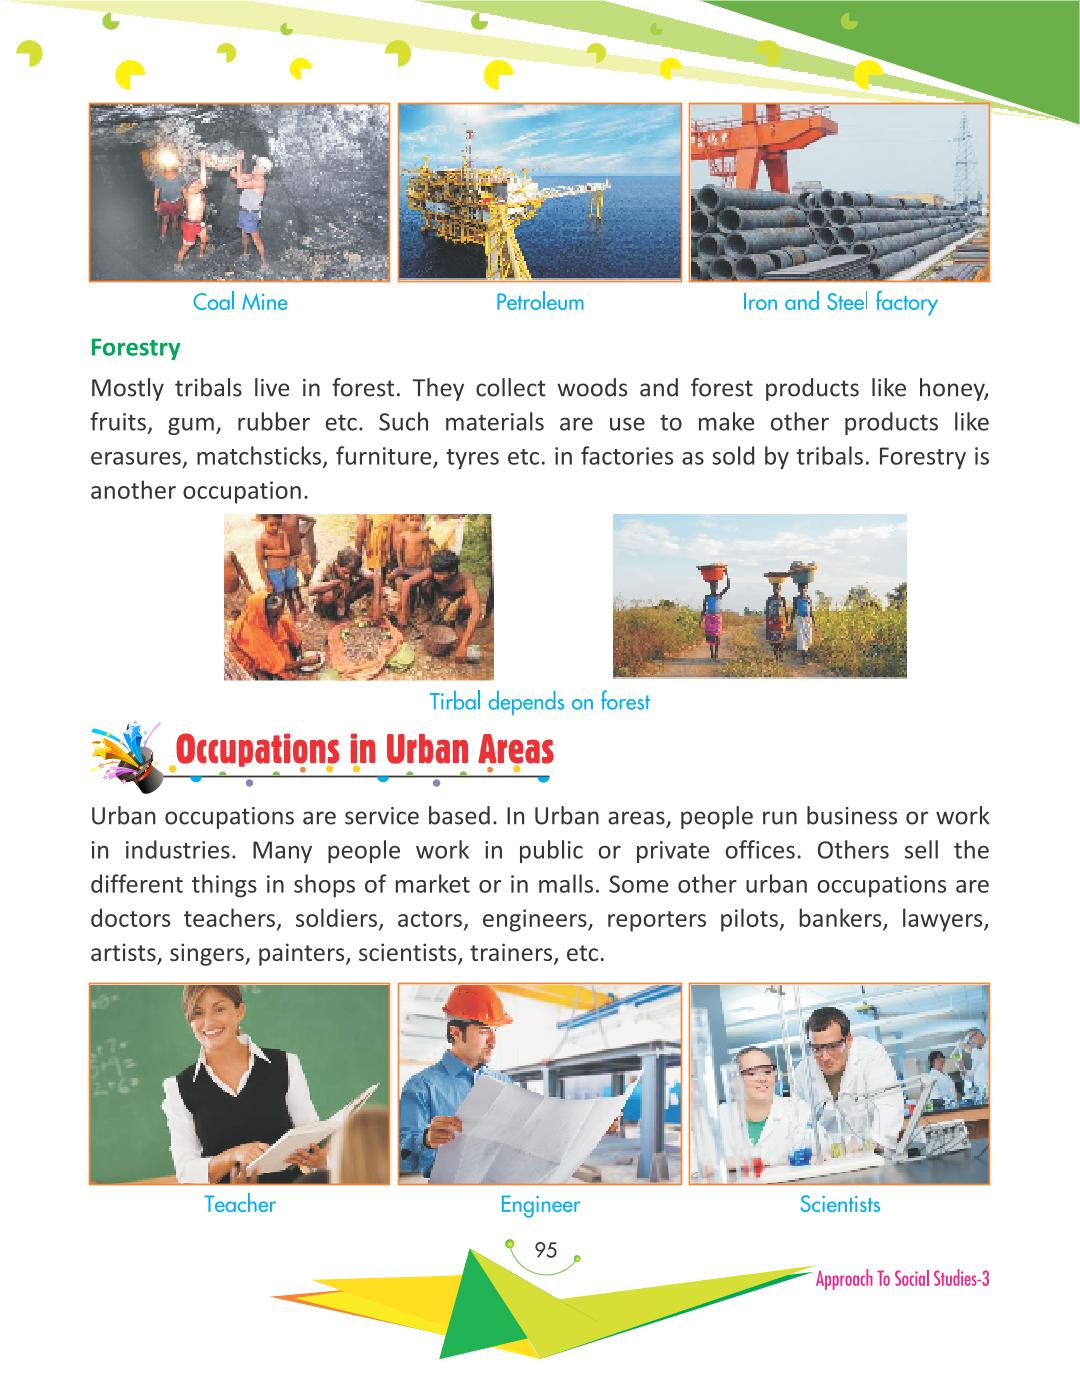 Coal Mine
Petroleum
Iron and Steel factory
Forestry
Mostly tribals live in forest. They collect woods and forest products like honey,
fruits, gum, rubber etc. Such materials are use to make other products like
erasures, matchsticks, furniture, tyres etc. in factories as sold by tribals. Forestry is
another occupation.
Tirbal depends on forest
Occupations in Urban Areas
Urban occupations are service based. In Urban areas, people run business or work
in industries. Many people work in public or private offices. Others sell the
different things in shops of market or in malls. Some other urban occupations are
doctors teachers, soldiers, actors, engineers, reporters pilots, bankers, lawyers,
artists, singers, painters, scientists, trainers, etc.
Teacher
Engineer
Scientists
95
Approach To Social Studies-3